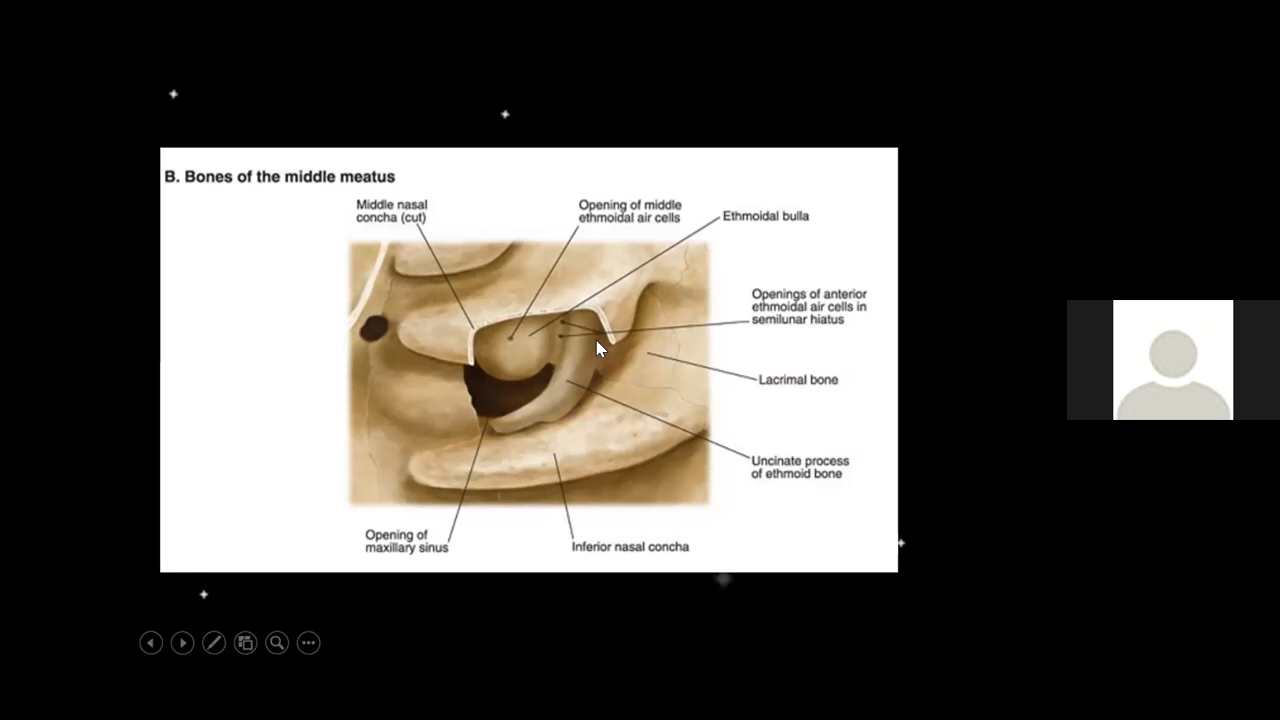 B. Bones of the middle meatus
Middle nasal
concha (cut)
Opening of middle
ethmoidal air cells
Ethmoidal bulla
Openings of anterior
ethmoidal air cells in
semilunar hiatus
Lacrimal bone
Uncinate process
of ethmoid bone
Opening of
maxillary sinus
Inferior nasal concha